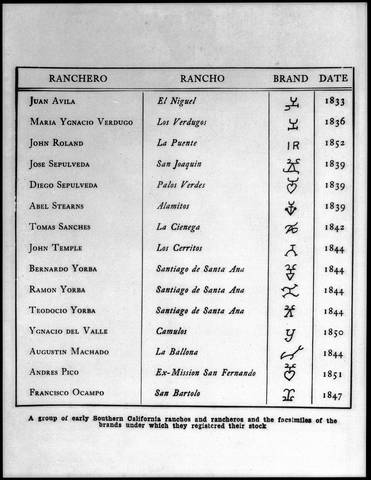 RANCHERO RANCHO BRAND DATE
JUAN AVILA El Niguel 1833
MARIA YGNACIO VERDUGO Los Verdugos 1836
JOHN ROLAND La Puente IR 1852
JOSE SEPULVEDA San Joaquin 1839
DIEGO SEPULVEDA Palos Verdes 1839
ABEL STEARNS Alamitos 1839
TOMAS SANCHES La Cienega 1842
JOHN TEMPLE Los Cerritos 1844
BERNARDO YORBA Santiago de Santa Ana 1844
RAMON YORBA Santiago de Santa Ana 1844
TEODOCIO YORBA Santiago de Santa Ana 1844
YGNACIO DEL VALLE Camulos 1850
AUGUSTIN MACHADO La Ballona 1844
ANDRES PICO Ex-Mission San Fernando 1851
FRANCISCO OCAMPO San Bartolo 1847
A group of early Southern California ranchos and rancheros and the facsimiles of the
brands under which they registered their stock